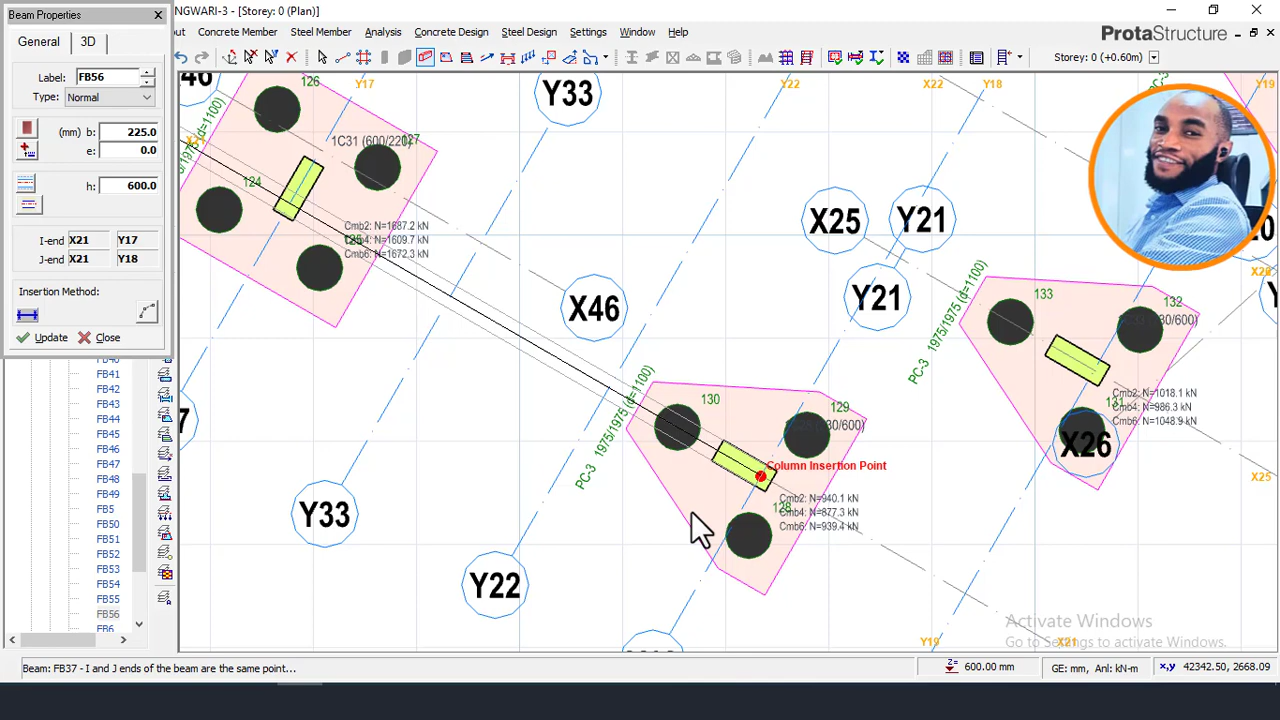 Beam Properties
NGWARI-3 - [Storey: 0 (Plan)]
General 3D
out Concrete Member Steel Member Analysis Concrete Design Steel Design Settings Window Help
ProtaStructure
Storey: 0 (+0.60m)
Label: FB56
Type: Normal
(mm) b: 225.0
e: 0.0
h: 600.0
I-end X21 Y17
J-end X21 Y18
Insertion Method:
Update Close
FB41
FB42
FB43
FB44
FB45
FB46
FB47
FB48
FB49
FB5
FB50
FB51
FB52
FB53
FB54
FB55
FB56
FB6
126
Y17
Y33
Y22
X22
Y18
Y19
1C31 (600/220)
127
124
Cmb2: N=1687.2 kN
Cmb4: N=1609.7 kN
Cmb6: N=1672.3 kN
X25
Y21
Y21
X46
133
132
PC-3 1975/1975 (d=1100)
Cmb2: N=1018.1 kN
Cmb4: N=986.3 kN
Cmb6: N=1048.9 kN
X26
X25
130
129
PC-3 1975/1975 (d=1100)
Column Insertion Point
Cmb2: N=940.1 kN
Cmb4: N=877.3 kN
Cmb6: N=939.4 kN
128
Y33
Y22
Y19
X21
Activate Windows
Go to Settings to activate Windows.
Beam: FB37 - I and J ends of the beam are the same point...
600.00 mm
GE: mm, Anl: kN-m
x,y 42342.50, 2668.09